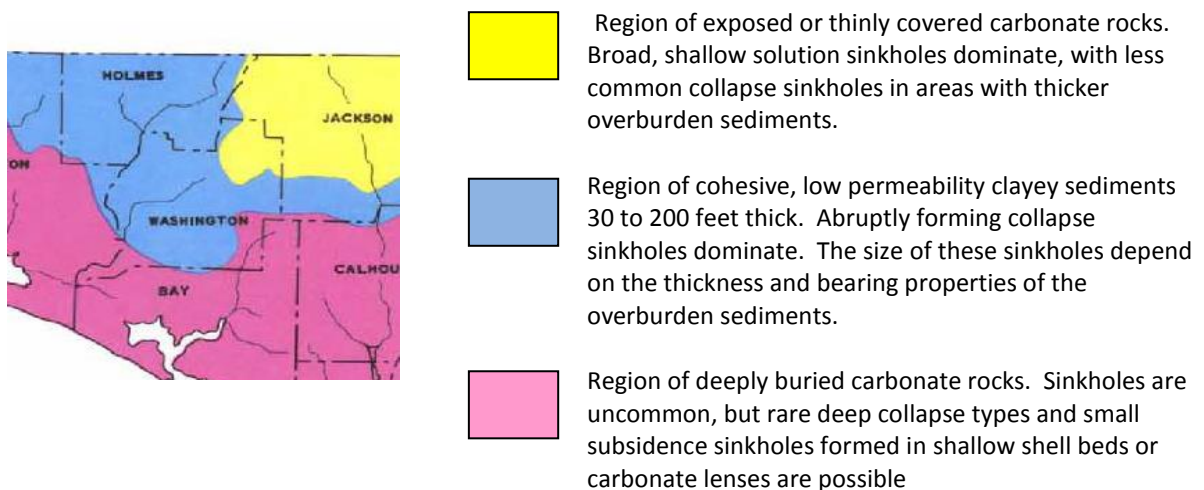 HOLMES
JACKSON
ON
WASHINGTON
CALHOU
BAY
Region of exposed or thinly covered carbonate rocks.
Broad, shallow solution sinkholes dominate, with less
common collapse sinkholes in areas with thicker
overburden sediments.
Region of cohesive, low permeability clayey sediments
30 to 200 feet thick.  Abruptly forming collapse
sinkholes dominate.  The size of these sinkholes depend
on the thickness and bearing properties of the
overburden sediments.
Region of deeply buried carbonate rocks.  Sinkholes are
uncommon, but rare deep collapse types and small
subsidence sinkholes formed in shallow shell beds or
carbonate lenses are possible